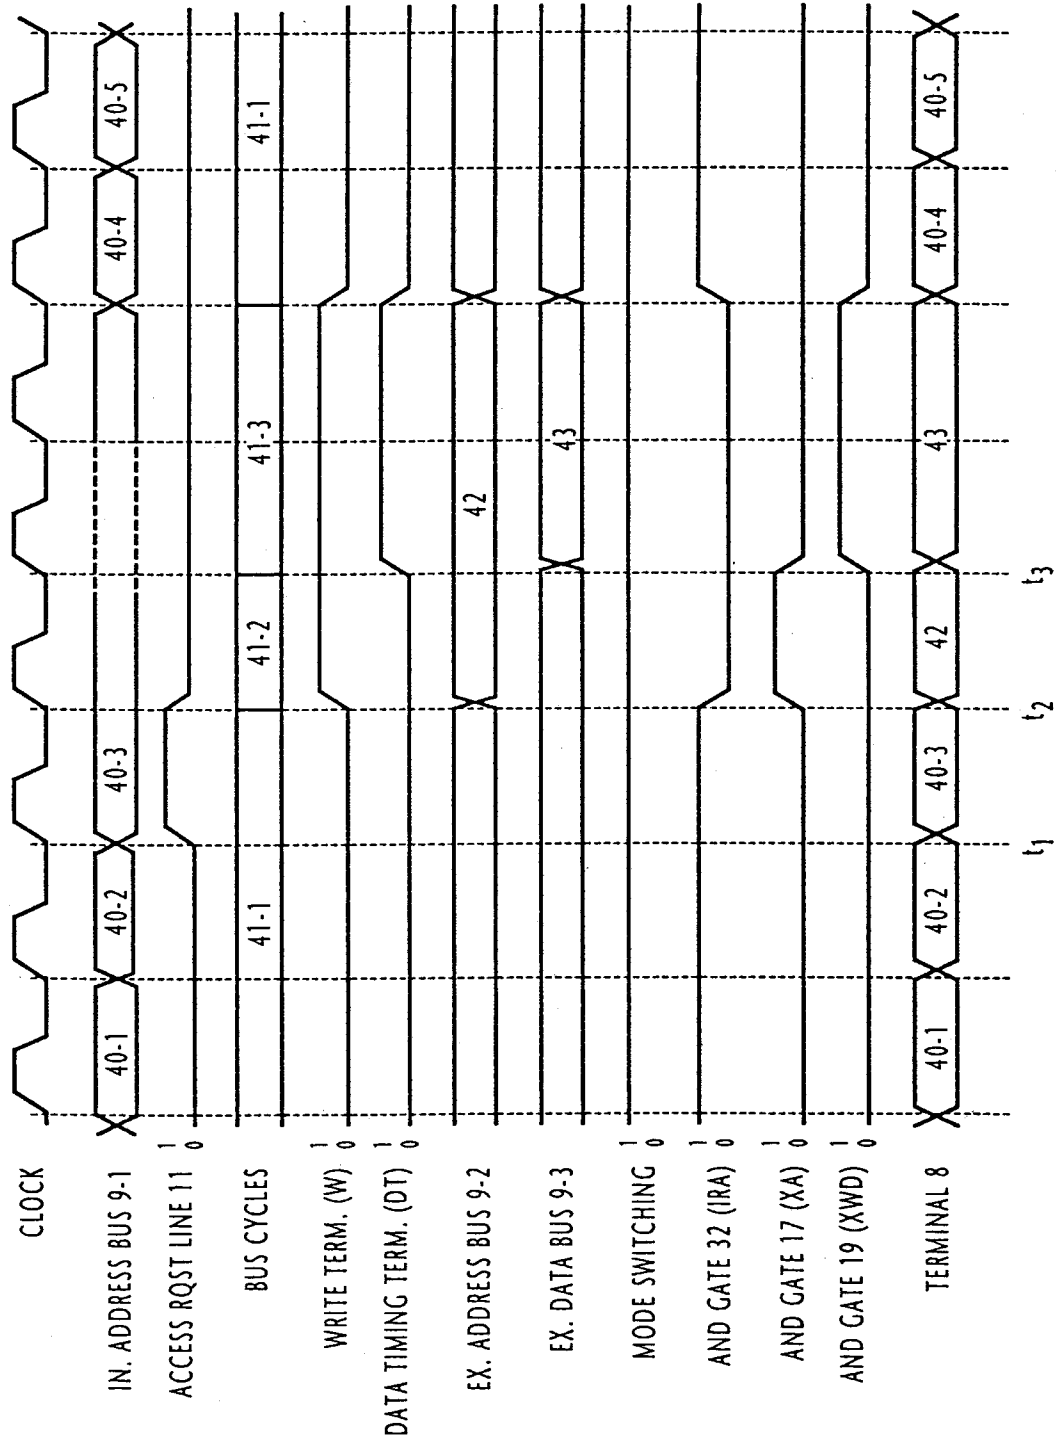 CLOCK
IN. ADDRESS BUS 9-1 40-1 40-2 40-3 40-4 40-5
ACCESS RQST LINE 11 1 0
BUS CYCLES 41-1 41-2 41-3 41-1
WRITE TERM. (W) 1 0
DATA TIMING TERM. (DT) 1 0
EX. ADDRESS BUS 9-2 42
EX. DATA BUS 9-3 43
MODE SWITCHING 1 0
AND GATE 32 (IRA) 1 0
AND GATE 17 (XA) 1 0
AND GATE 19 (XWD) 1 0
TERMINAL 8 40-1 40-2 40-3 42 43 40-4 40-5
t1 t2 t3